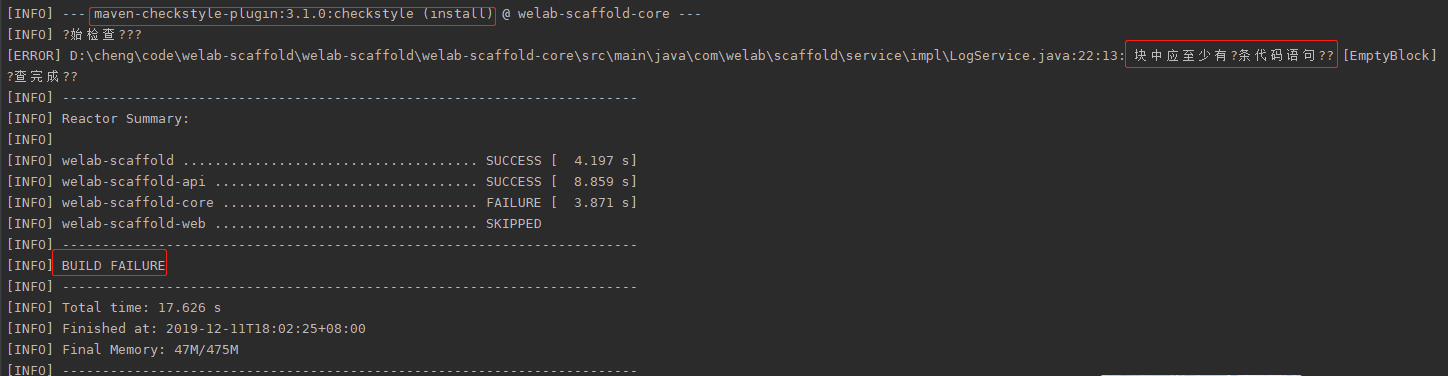 [INFO] --- maven-checkstyle-plugin:3.1.0:checkstyle (install) @ welab-scaffold-core ---
[INFO] ?始检查???
[ERROR] D:\cheng\code\welab-scaffold\welab-scaffold\welab-scaffold-core\src\main\java\com\welab\scaffold\service\impl\LogService.java:22:13: 块中应至少有?条代码语句?? [EmptyBlock]
?查完成??
[INFO] ------------------------------------------------------------------------
[INFO] Reactor Summary:
[INFO]
[INFO] welab-scaffold ..................................... SUCCESS [  4.197 s]
[INFO] welab-scaffold-api ................................. SUCCESS [  8.859 s]
[INFO] welab-scaffold-core ................................ FAILURE [  3.871 s]
[INFO] welab-scaffold-web ................................. SKIPPED
[INFO] ------------------------------------------------------------------------
[INFO] BUILD FAILURE
[INFO] ------------------------------------------------------------------------
[INFO] Total time: 17.626 s
[INFO] Finished at: 2019-12-11T18:02:25+08:00
[INFO] Final Memory: 47M/475M
[INFO] ------------------------------------------------------------------------